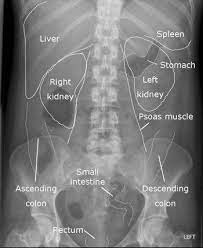 Liver
Spleen
Stomach
Right
kidney
Left
kidney
Psoas muscle
Small
intestine
Ascending
colon
Descending
colon
Rectum
LEFT